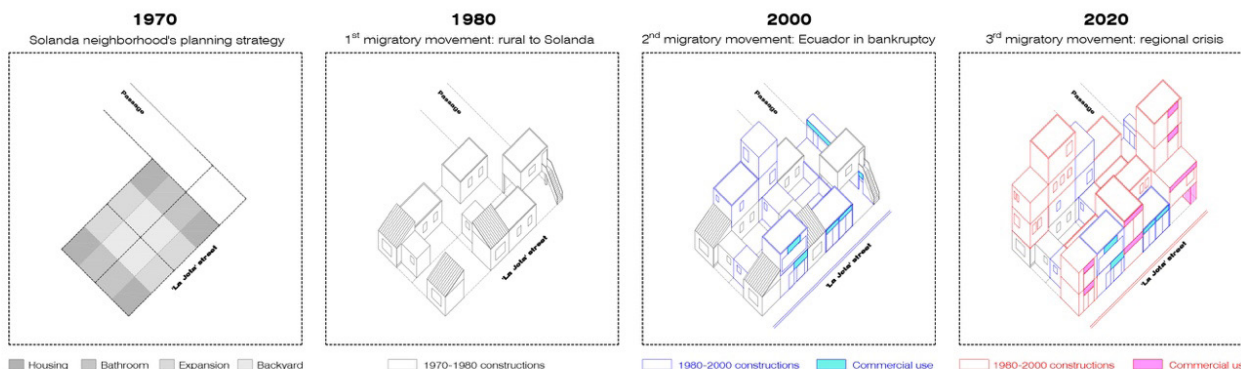 1970
Solanda neighborhood's planning strategy
Passage
'La Jota' street
Housing
Bathroom
Expansion
Backyard
1980
1st migratory movement: rural to Solanda
Passage
'La Jota' street
1970-1980 constructions
2000
2nd migratory movement: Ecuador in bankruptcy
Passage
'La Jota' street
1980-2000 constructions
Commercial use
2020
3rd migratory movement: regional crisis
Passage
'La Jota' street
1980-2000 constructions
Commercial us